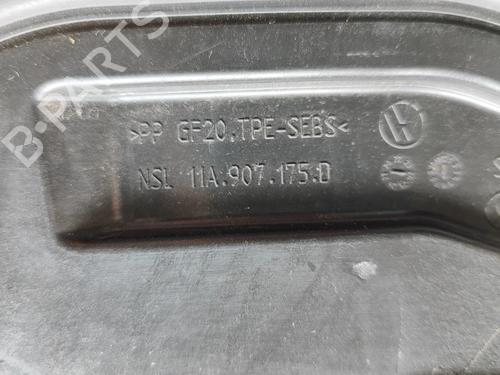 B-PARTS
>PP GF20.TPE-SEBS<
NSL 11A.907.175.D